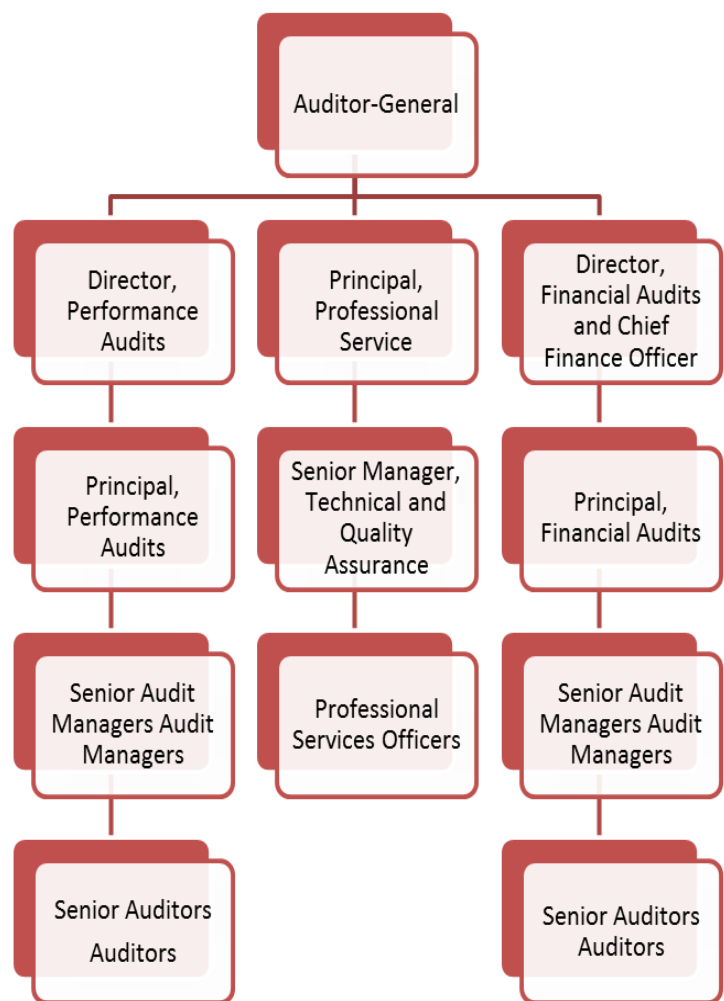 Auditor-General
Director,
Performance
Audits
Principal,
Professional
Service
Director,
Financial Audits
and Chief
Finance Officer
Principal,
Performance
Audits
Senior Manager,
Technical and
Quality
Assurance
Principal,
Financial Audits
Senior Audit
Managers Audit
Managers
Professional
Services Officers
Senior Audit
Managers Audit
Managers
Senior Auditors
Auditors
Senior Auditors
Auditors